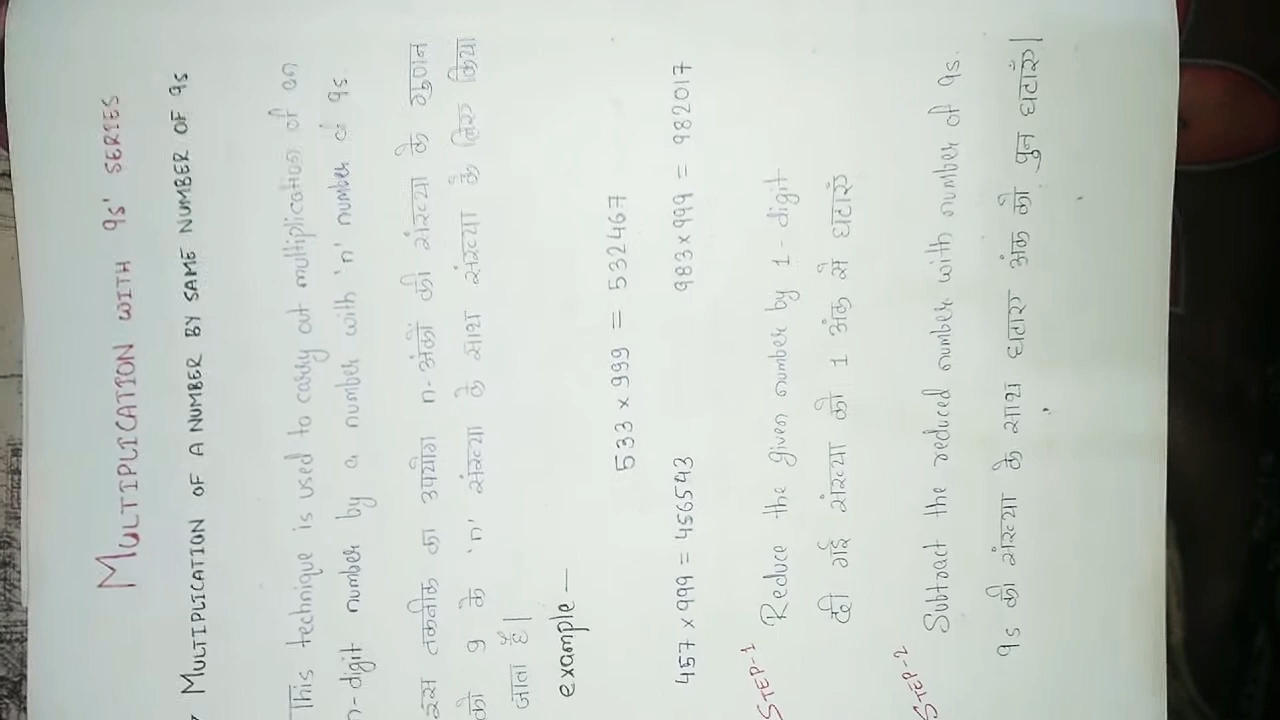 MULTIPLICATION WITH 9s' SERIES
MULTIPLICATION OF A NUMBER BY SAME NUMBER OF 9s
This technique is used to carry out multiplication of an
n-digit number by a number with 'n' number of 9s.
इस तकनीक का उपयोग n-अंकों की संख्या के गुणन
को 9 के 'n' संख्या के साथ संख्या के लिए किया
जाता है|
example —
533 x 999 = 532467
457 x 999 = 456543 983 x 999 = 982017
STEP-1 Reduce the given number by 1-digit
दी गई संख्या को 1 अंक से घटाएं
STEP-2 Subtract the reduced number with number of 9s.
9s की संख्या के साथ घटाए अंक को पुन घटाएँ|